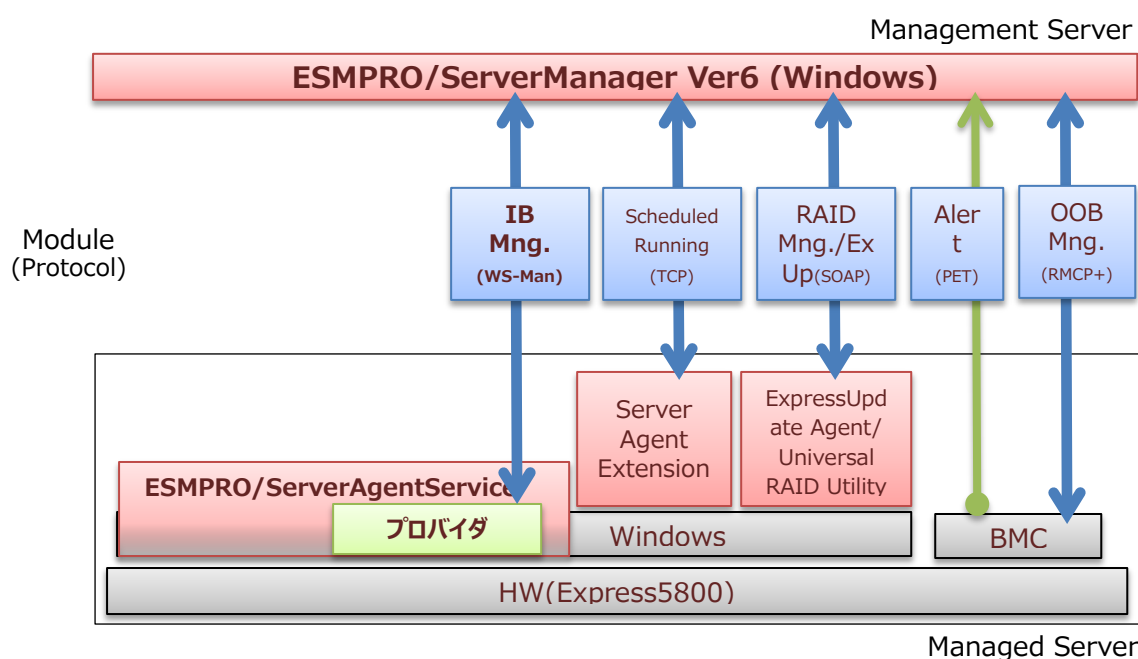 Management Server
ESMPRO/ServerManager Ver6 (Windows)
Module
(Protocol)
IB
Mng.
(WS-Man)
Scheduled
Running
(TCP)
RAID
Mng./Ex
Up(SOAP)
Aler
t
(PET)
OOB
Mng.
(RMCP+)
Server
Agent
Extension
ExpressUpd
ate Agent/
Universal
RAID Utility
ESMPRO/ServerAgentService
プロバイダ
Windows
BMC
HW(Express5800)
Managed Server